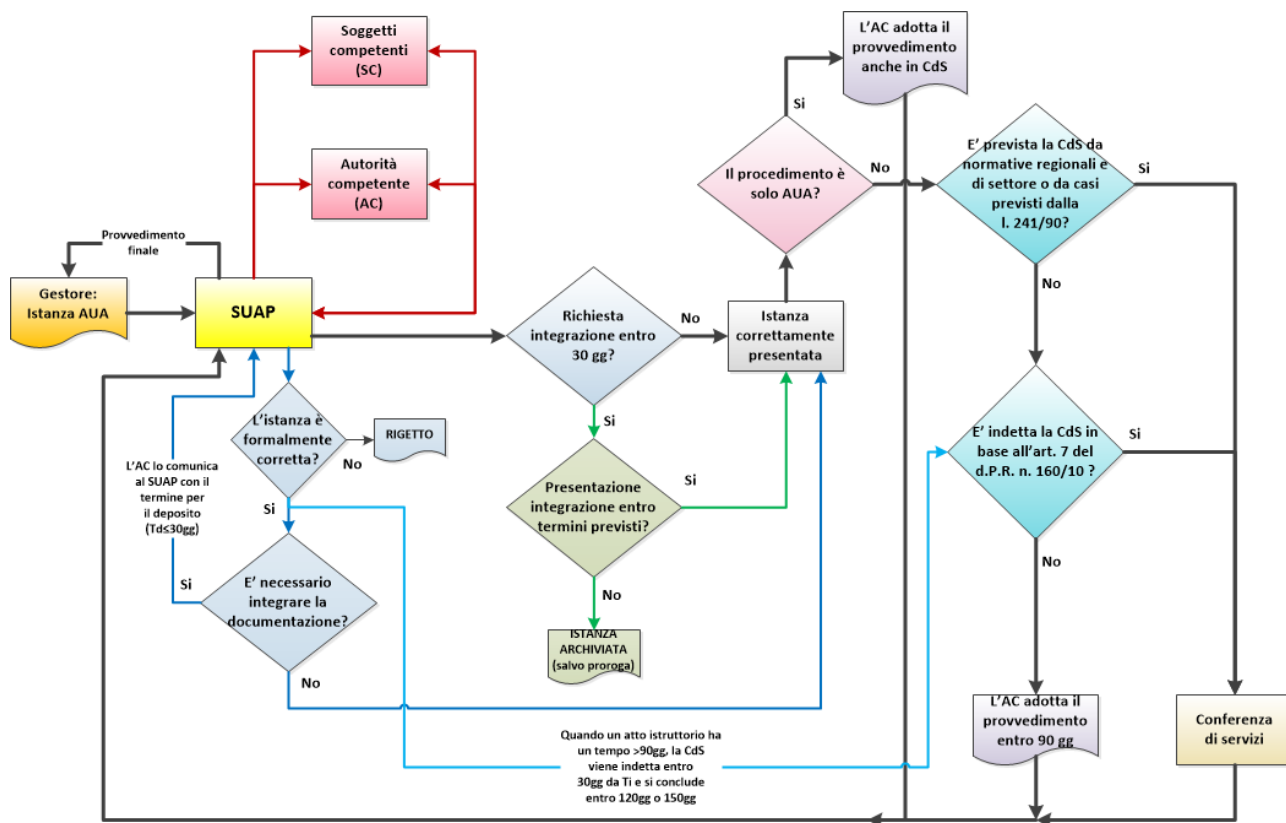 Soggetti
competenti
(SC)
L'AC adotta il
provvedimento
anche in CdS
Si
Autorità
competente
(AC)
Il procedimento è
solo AUA?
No
E' prevista la CdS da
normative regionali e
di settore o da casi
previsti dalla
l. 241/90?
Si
Provvedimento
finale
Gestore:
Istanza AUA
SUAP
Richiesta
integrazione entro
30 gg?
No
Istanza
correttamente
presentata
No
Si
L'istanza è
formalmente
corretta?
No
RIGETTO
E' indetta la CdS in
base all'art. 7 del
d.P.R. n. 160/10 ?
Si
L'AC lo comunica
al SUAP con il
termine per
il deposito
(Td≤30gg)
Si
Presentazione
integrazione entro
termini previsti?
Si
No
Si
E' necessario
integrare la
documentazione?
No
No
ISTANZA
ARCHIVIATA
(salvo proroga)
L'AC adotta il
provvedimento
entro 90 gg
Conferenza
di servizi
Quando un atto istruttorio ha
un tempo >90gg, la CdS
viene indetta entro
30gg da Ti e si conclude
entro 120gg o 150gg